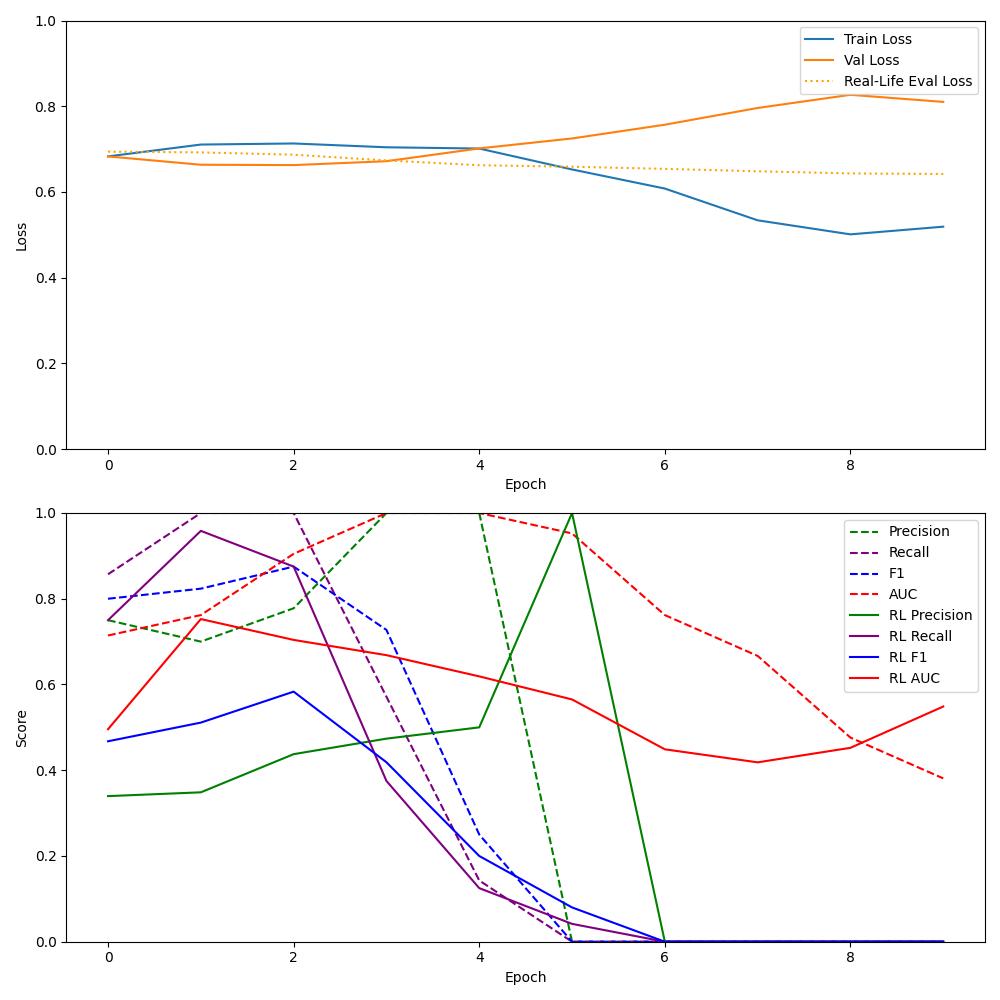 1.0
0.8
0.6
0.4
0.2
0.0
Loss
Train Loss
Val Loss
Real-Life Eval Loss
0 2 4 6 8
Epoch
1.0
0.8
0.6
0.4
0.2
0.0
Score
Precision
Recall
F1
AUC
RL Precision
RL Recall
RL F1
RL AUC
0 2 4 6 8
Epoch